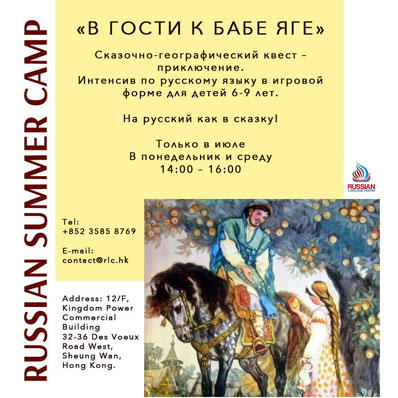 RUSSIAN SUMMER CAMP
«В ГОСТИ К БАБЕ ЯГЕ»
Сказочно-географический квест –
приключение.
Интенсив по русскому языку в игровой
форме для детей 6-9 лет.
На русский как в сказку!
Только в июле
В понедельник и среду
14:00 – 16:00
RUSSIAN
LANGUAGE CENTER
Tel:
+852 3585 8769
E-mail:
contact@rlc.hk
Address: 12/F,
Kingdom Power
Commercial
Building
32-36 Des Voeux
Road West,
Sheung Wan,
Hong Kong.